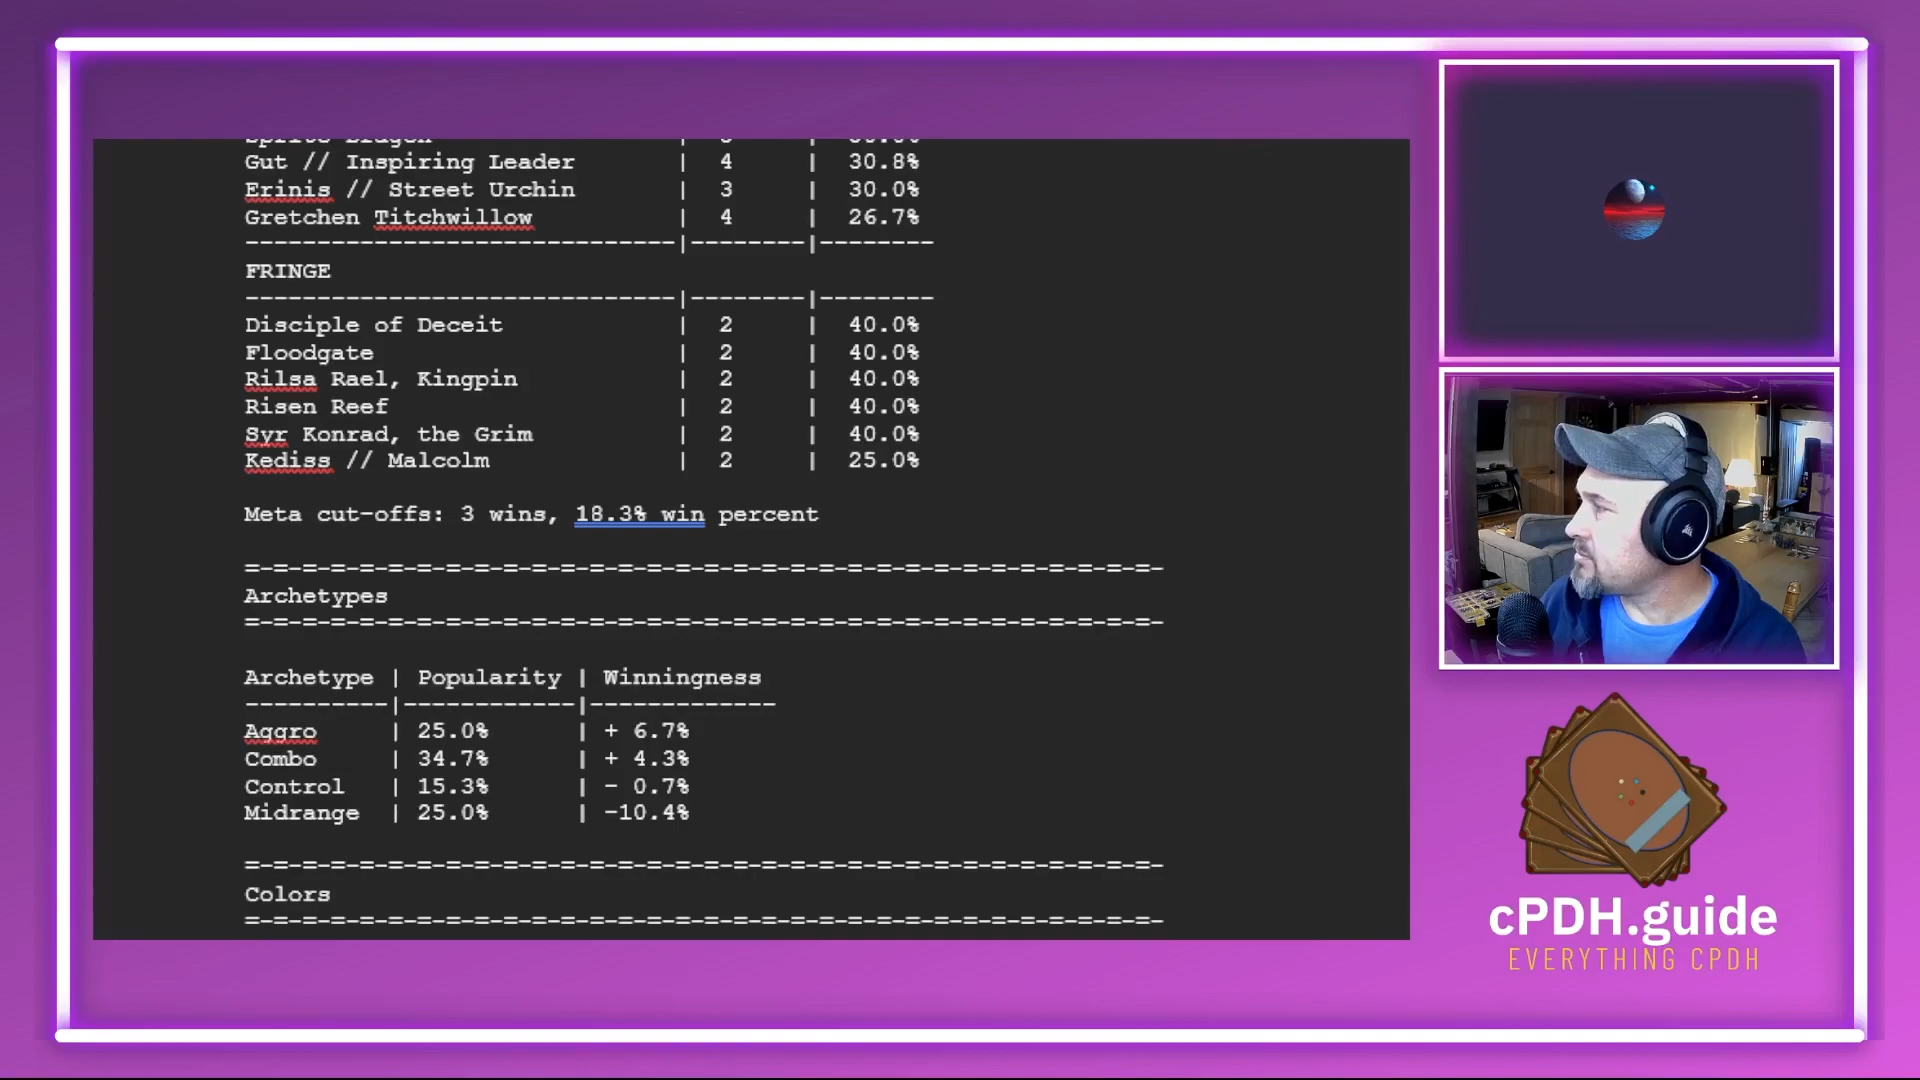 Gut // Inspiring Leader | 4 | 30.8%
Erinis // Street Urchin | 3 | 30.0%
Gretchen Titchwillow | 4 | 26.7%
------------------------------|--------|--------
FRINGE
------------------------------|--------|--------
Disciple of Deceit | 2 | 40.0%
Floodgate | 2 | 40.0%
Rilsa Rael, Kingpin | 2 | 40.0%
Risen Reef | 2 | 40.0%
Syr Konrad, the Grim | 2 | 40.0%
Kediss // Malcolm | 2 | 25.0%
Meta cut-offs: 3 wins, 18.3% win percent
=-=-=-=-=-=-=-=-=-=-=-=-=-=-=-=-=-=-=-=-=-=-=-=-=-=-=-=-=-=-=-=-
Archetypes
=-=-=-=-=-=-=-=-=-=-=-=-=-=-=-=-=-=-=-=-=-=-=-=-=-=-=-=-=-=-=-=-
Archetype | Popularity | Winningness
----------|------------|-------------
Aggro | 25.0% | + 6.7%
Combo | 34.7% | + 4.3%
Control | 15.3% | - 0.7%
Midrange | 25.0% | -10.4%
=-=-=-=-=-=-=-=-=-=-=-=-=-=-=-=-=-=-=-=-=-=-=-=-=-=-=-=-=-=-=-=-
Colors
=-=-=-=-=-=-=-=-=-=-=-=-=-=-=-=-=-=-=-=-=-=-=-=-=-=-=-=-=-=-=-=-
cPDH.guide
EVERYTHING CPDH